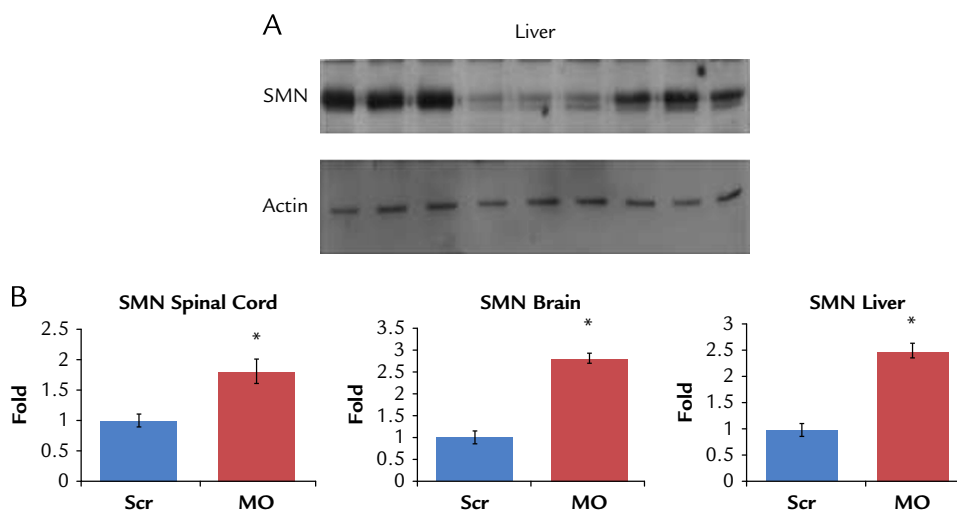 A
Liver
SMN
Actin
B
SMN Spinal Cord
Fold
2.5
2
1.5
1
0.5
0
*
Scr MO
SMN Brain
Fold
3.5
3
2.5
2
1.5
1
0.5
0
*
Scr MO
SMN Liver
Fold
3
2.5
2
1.5
1
0.5
0
*
Scr MO